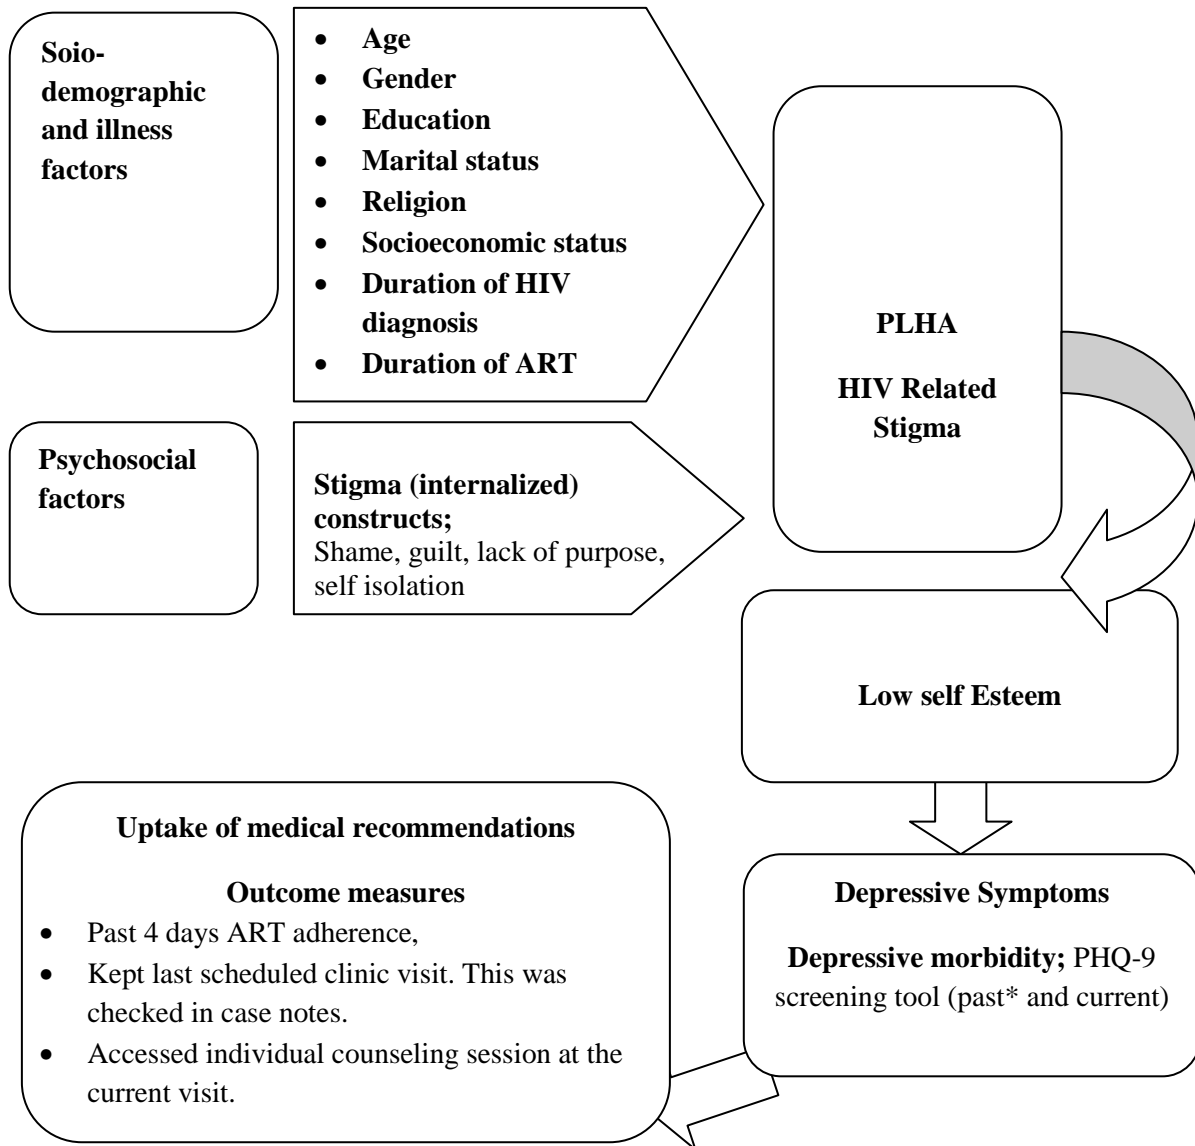 Soio-
demographic
and illness
factors
• Age
• Gender
• Education
• Marital status
• Religion
• Socioeconomic status
• Duration of HIV
diagnosis
• Duration of ART
PLHA
HIV Related
Stigma
Psychosocial
factors
Stigma (internalized)
constructs;
Shame, guilt, lack of purpose,
self isolation
Low self Esteem
Depressive Symptoms
Depressive morbidity; PHQ-9
screening tool (past* and current)
Uptake of medical recommendations
Outcome measures
• Past 4 days ART adherence,
• Kept last scheduled clinic visit. This was
checked in case notes.
• Accessed individual counseling session at the
current visit.